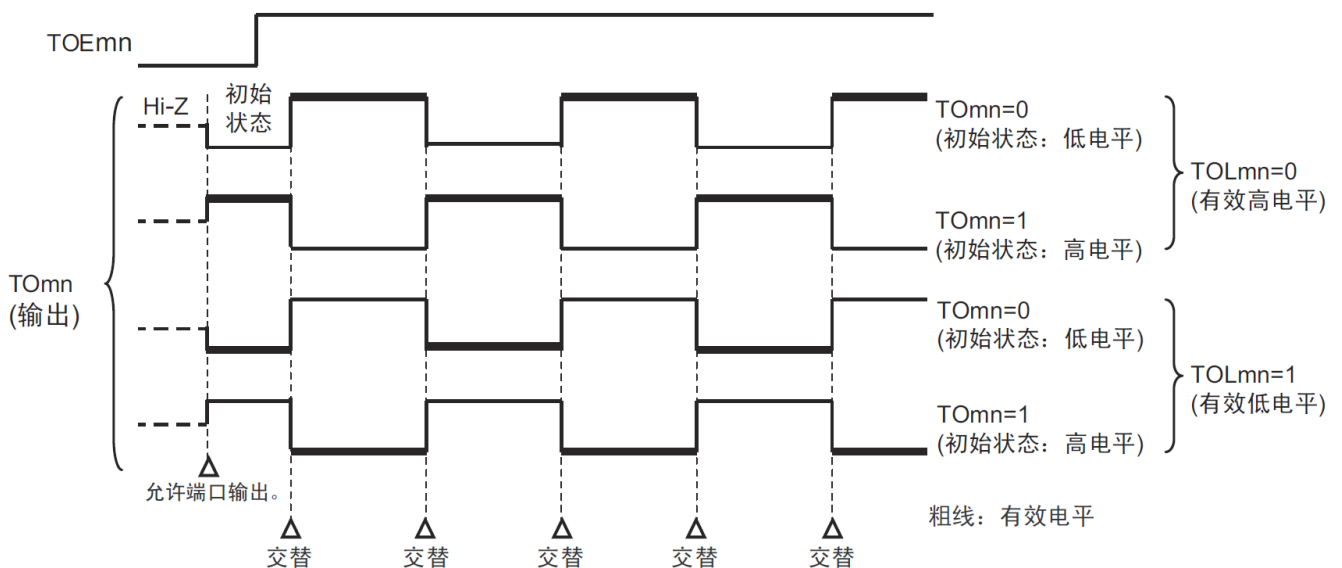 TOEmn
Hi-Z
初始
状态
TOmn
(输出)
TOmn=0
(初始状态：低电平)
TOmn=1
(初始状态：高电平)
TOLmn=0
(有效高电平)
TOmn=0
(初始状态：低电平)
TOmn=1
(初始状态：高电平)
TOLmn=1
(有效低电平)
允许端口输出。
粗线：有效电平
交替 交替 交替 交替 交替